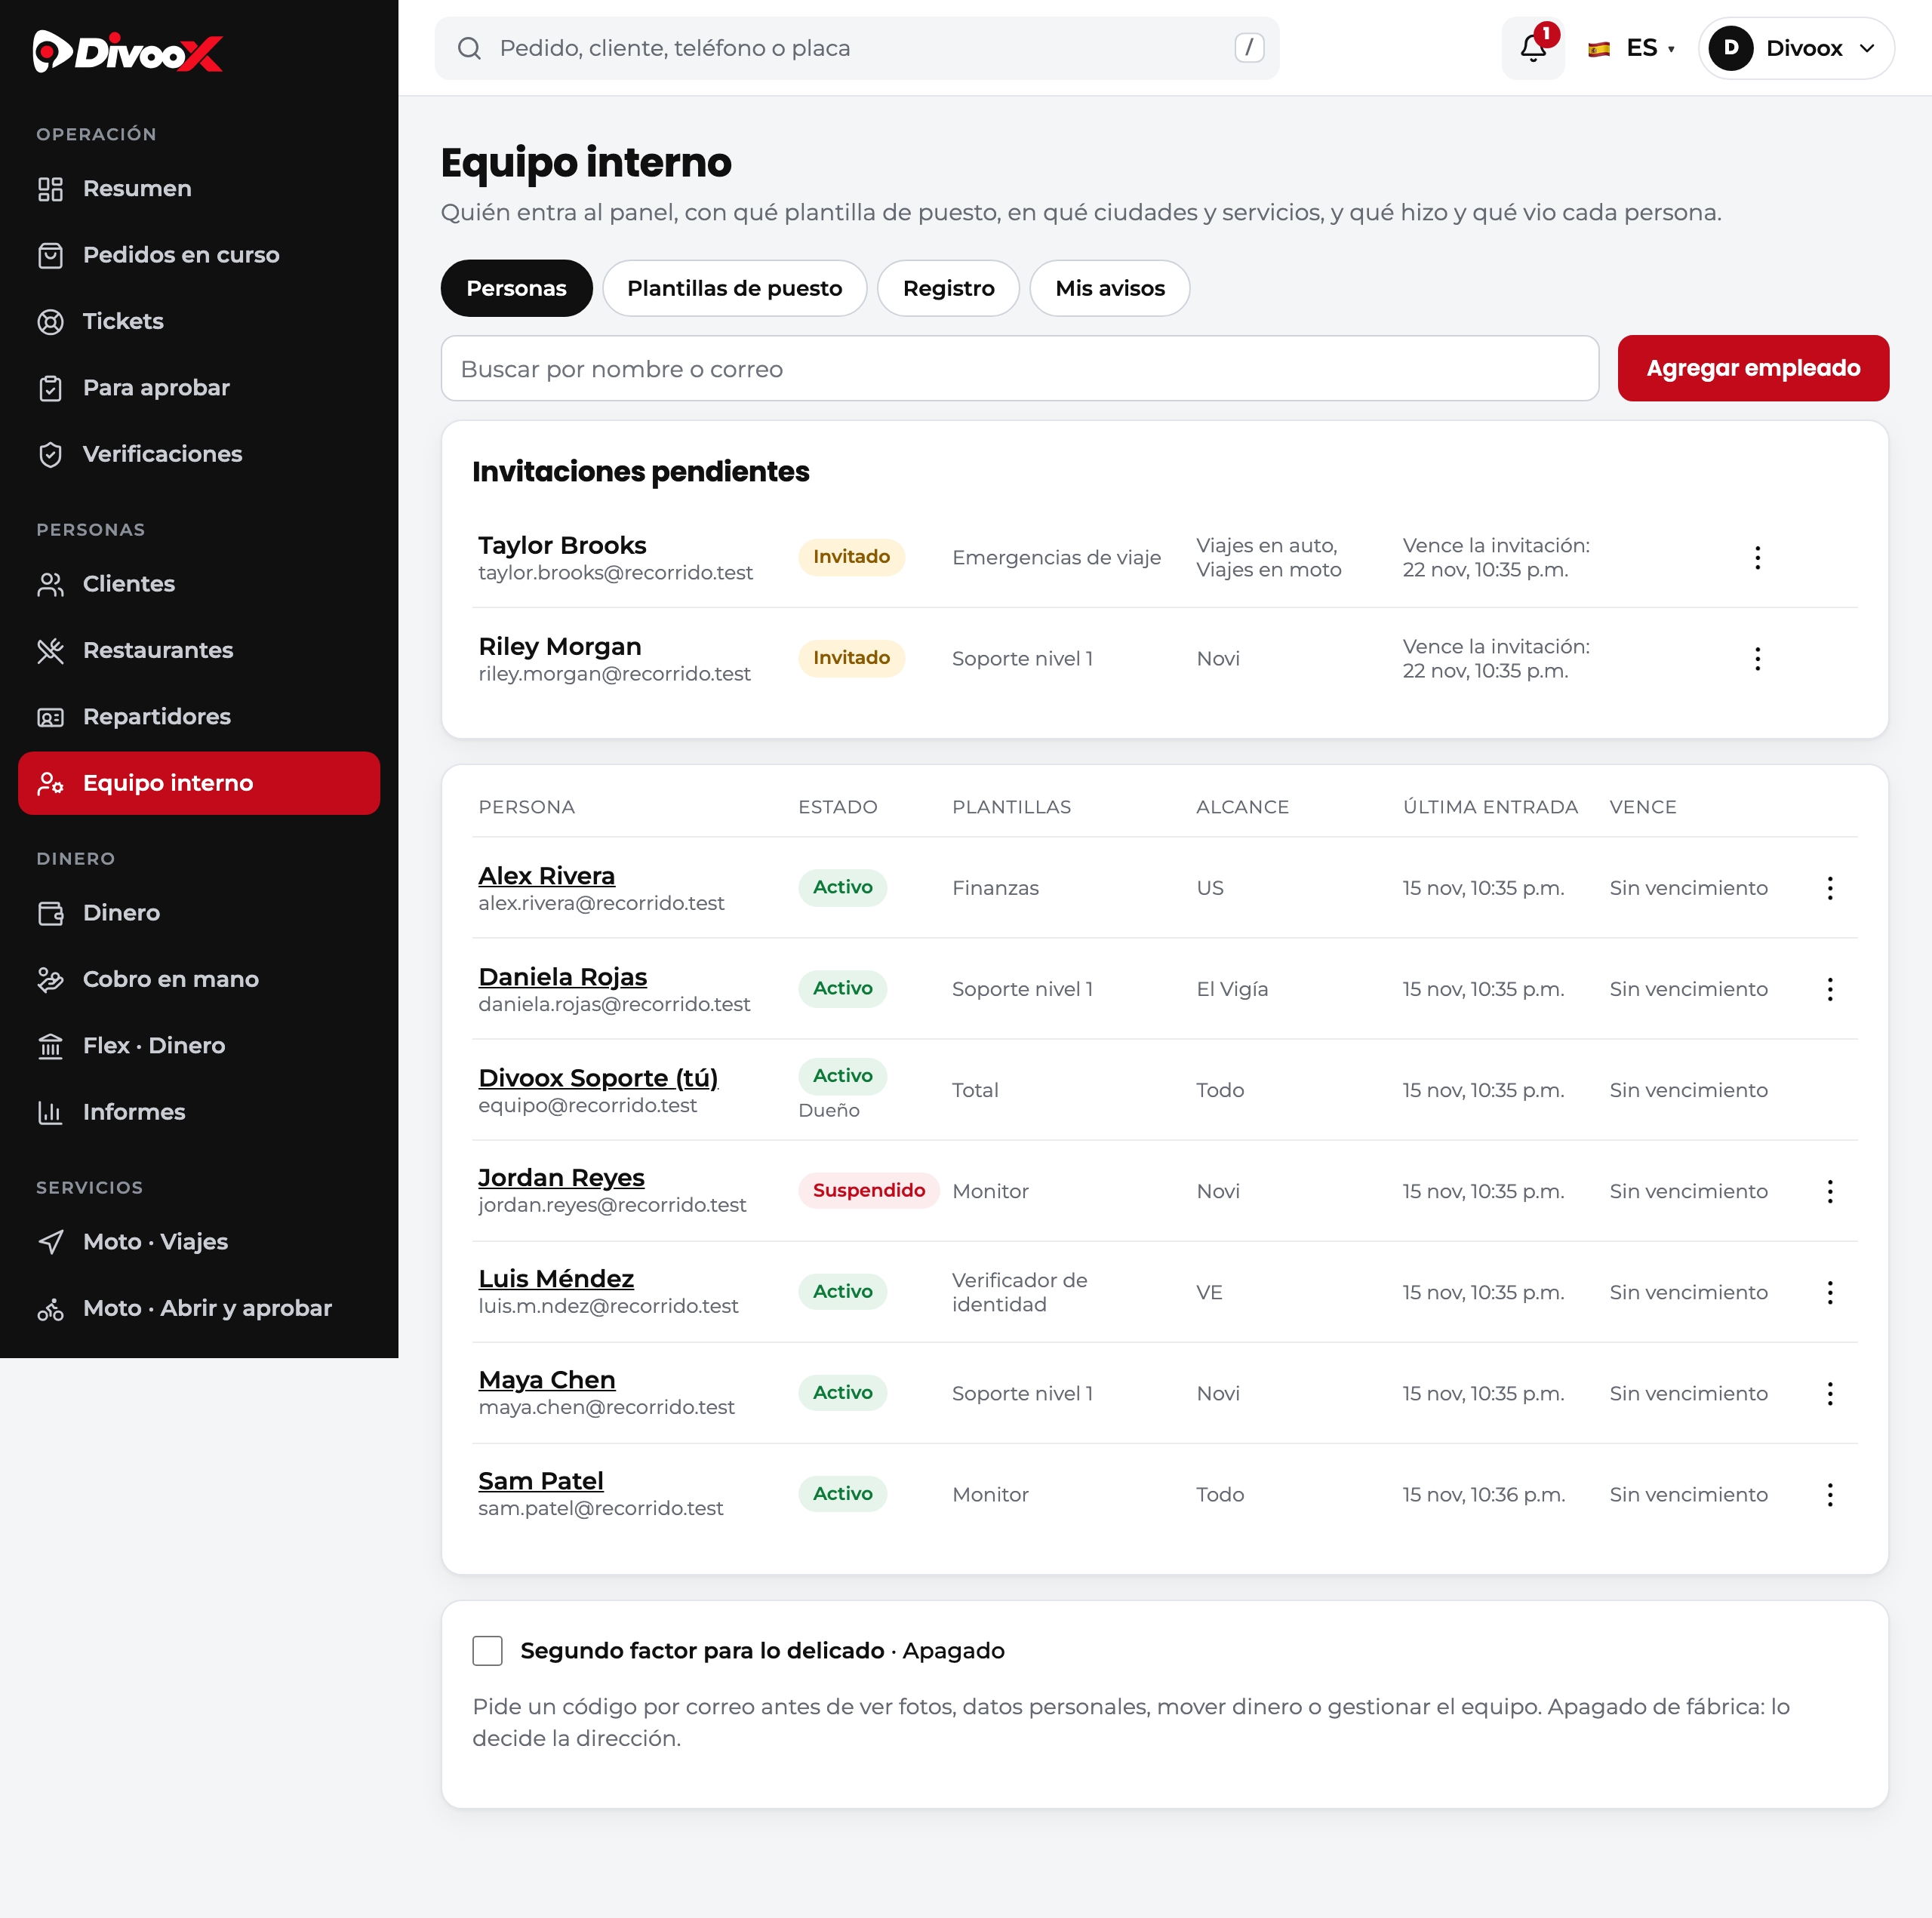 DivooX
OPERACIÓN
Resumen
Pedidos en curso
Tickets
Para aprobar
Verificaciones
PERSONAS
Clientes
Restaurantes
Repartidores
Equipo interno
DINERO
Dinero
Cobro en mano
Flex · Dinero
Informes
SERVICIOS
Moto · Viajes
Moto · Abrir y aprobar
Pedido, cliente, teléfono o placa
/
1
ES
D
Divoox
Equipo interno
Quién entra al panel, con qué plantilla de puesto, en qué ciudades y servicios, y qué hizo y qué vio cada persona.
Personas
Plantillas de puesto
Registro
Mis avisos
Buscar por nombre o correo
Agregar empleado
Invitaciones pendientes
Taylor Brooks
taylor.brooks@recorrido.test
Invitado
Emergencias de viaje
Viajes en auto,
Viajes en moto
Vence la invitación:
22 nov, 10:35 p.m.
Riley Morgan
riley.morgan@recorrido.test
Invitado
Soporte nivel 1
Novi
Vence la invitación:
22 nov, 10:35 p.m.
PERSONA ESTADO PLANTILLAS ALCANCE ÚLTIMA ENTRADA VENCE
Alex Rivera
alex.rivera@recorrido.test
Activo
Finanzas
US
15 nov, 10:35 p.m.
Sin vencimiento
Daniela Rojas
daniela.rojas@recorrido.test
Activo
Soporte nivel 1
El Vigía
15 nov, 10:35 p.m.
Sin vencimiento
Divoox Soporte (tú)
equipo@recorrido.test
Activo
Dueño
Total
Todo
15 nov, 10:35 p.m.
Sin vencimiento
Jordan Reyes
jordan.reyes@recorrido.test
Suspendido
Monitor
Novi
15 nov, 10:35 p.m.
Sin vencimiento
Luis Méndez
luis.m.ndez@recorrido.test
Activo
Verificador de
identidad
VE
15 nov, 10:35 p.m.
Sin vencimiento
Maya Chen
maya.chen@recorrido.test
Activo
Soporte nivel 1
Novi
15 nov, 10:35 p.m.
Sin vencimiento
Sam Patel
sam.patel@recorrido.test
Activo
Monitor
Todo
15 nov, 10:36 p.m.
Sin vencimiento
Segundo factor para lo delicado · Apagado
Pide un código por correo antes de ver fotos, datos personales, mover dinero o gestionar el equipo. Apagado de fábrica: lo
decide la dirección.